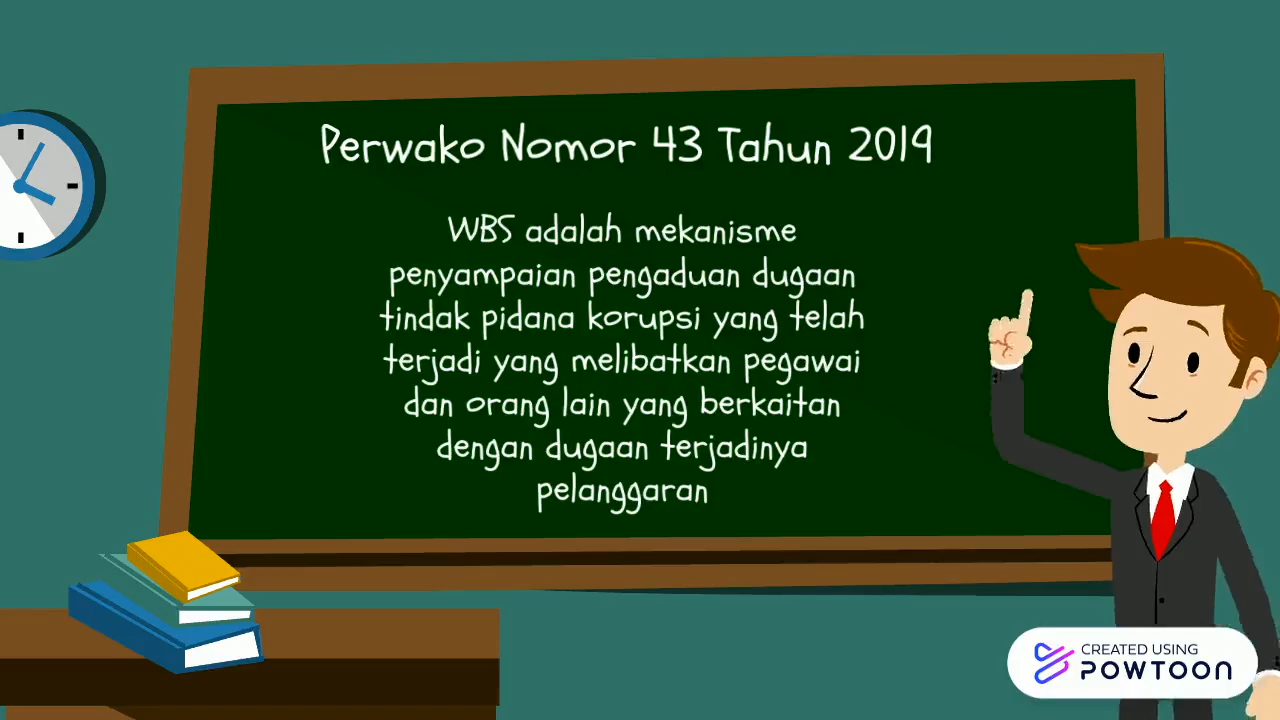 Perwako Nomor 43 Tahun 2019
WBS adalah mekanisme
penyampaian pengaduan dugaan
tindak pidana korupsi yang telah
terjadi yang melibatkan pegawai
dan orang lain yang berkaitan
dengan dugaan terjadinya
pelanggaran
CREATED USING
POWTOON